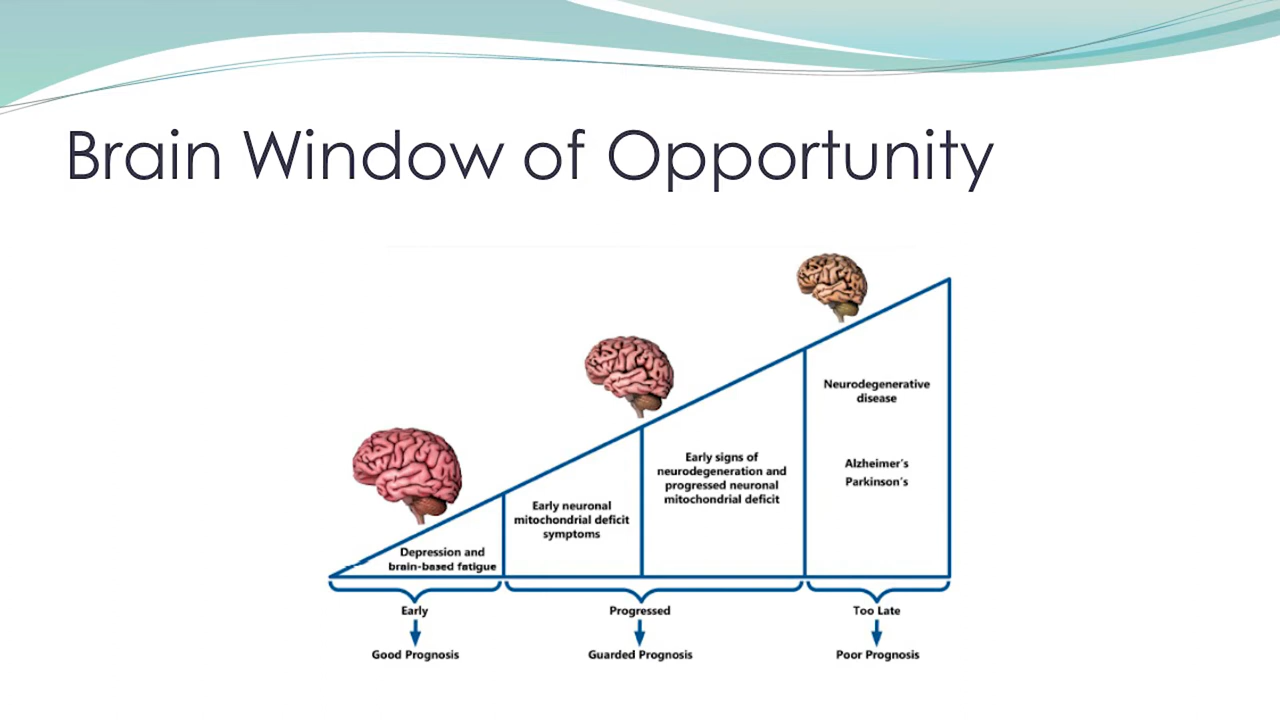 Brain Window of Opportunity
Neurodegenerative
disease
Alzheimer's
Parkinson's
Early signs of
neurodegeneration and
progressed neuronal
mitochondrial deficit
Early neuronal
mitochondrial deficit
symptoms
Depression and
brain-based fatigue
Early
Progressed
Too Late
Good Prognosis
Guarded Prognosis
Poor Prognosis